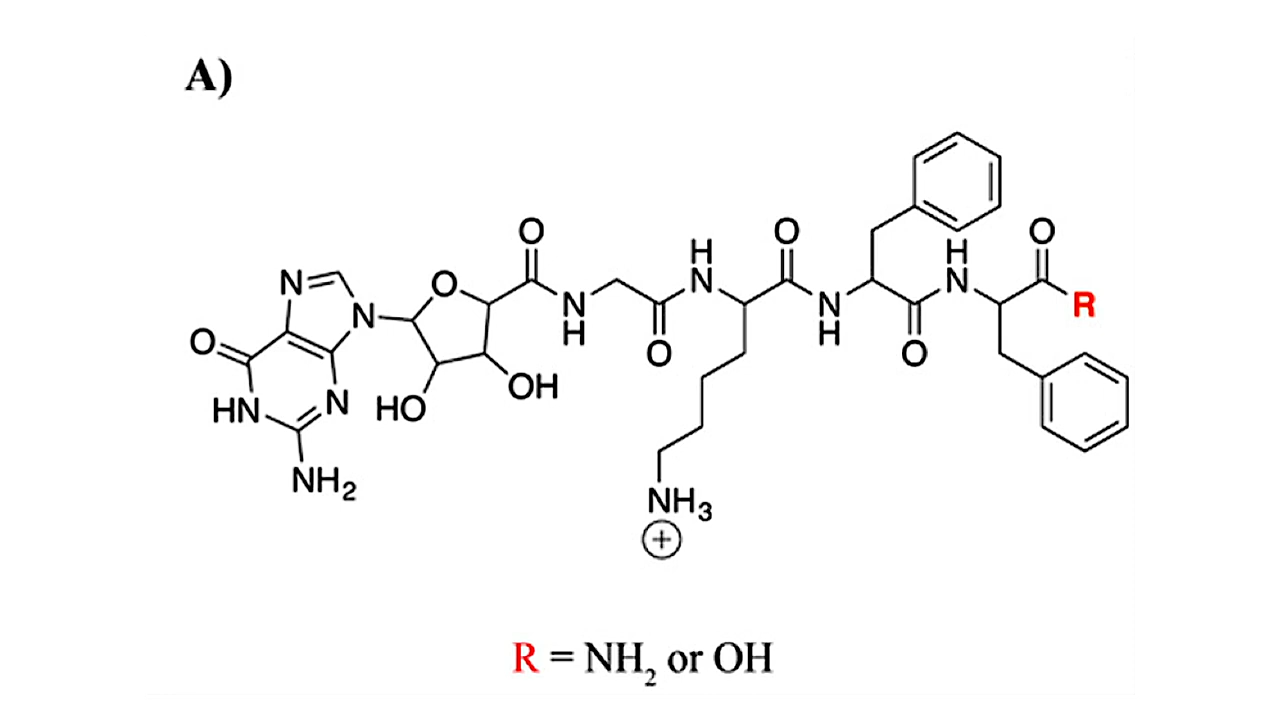 A)
O
O
O
H
N
H
N
O
N
N
O
N
H
N
H
R
O
O
O
HN
N
HO
OH
NH₂
NH₃
+
R = NH₂ or OH